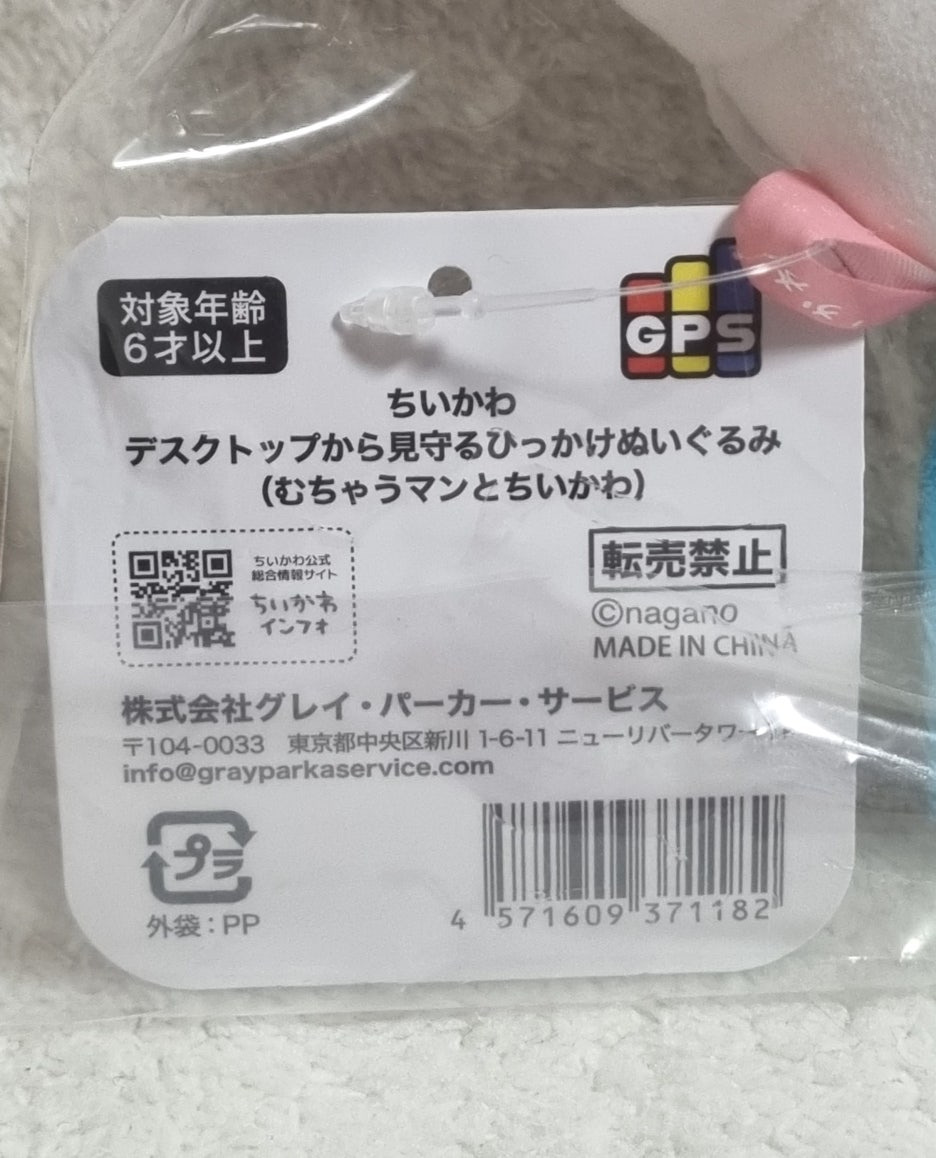 対象年齢
6才以上
GPS
ちいかわ
デスクトップから見守るひっかけぬいぐるみ
(むちゃうマンとちいかわ)
ちいかわ公式
総合情報サイト
ちいかわ
インフォ
転売禁止
©nagano
MADE IN CHINA
株式会社グレイ・パーカー・サービス
〒104-0033 東京都中央区新川 1-6-11 ニューリバータワー
info@grayparkaservice.com
プラ
外袋:PP
4 571609 371182